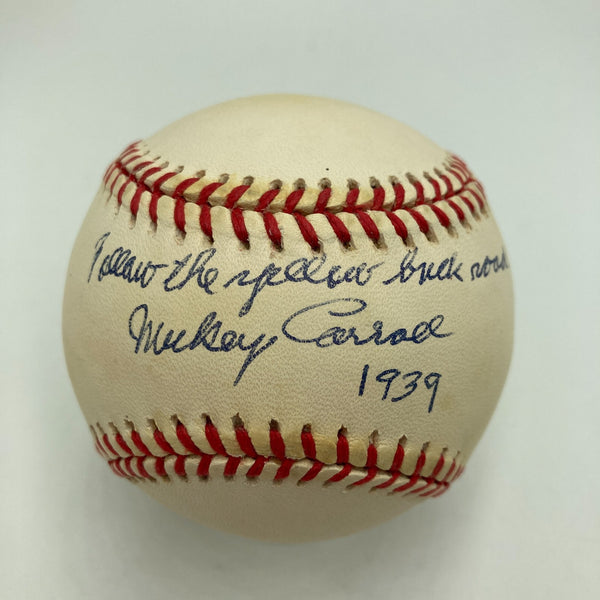 Follow the yellow brick road
Mickey Carroll
1939